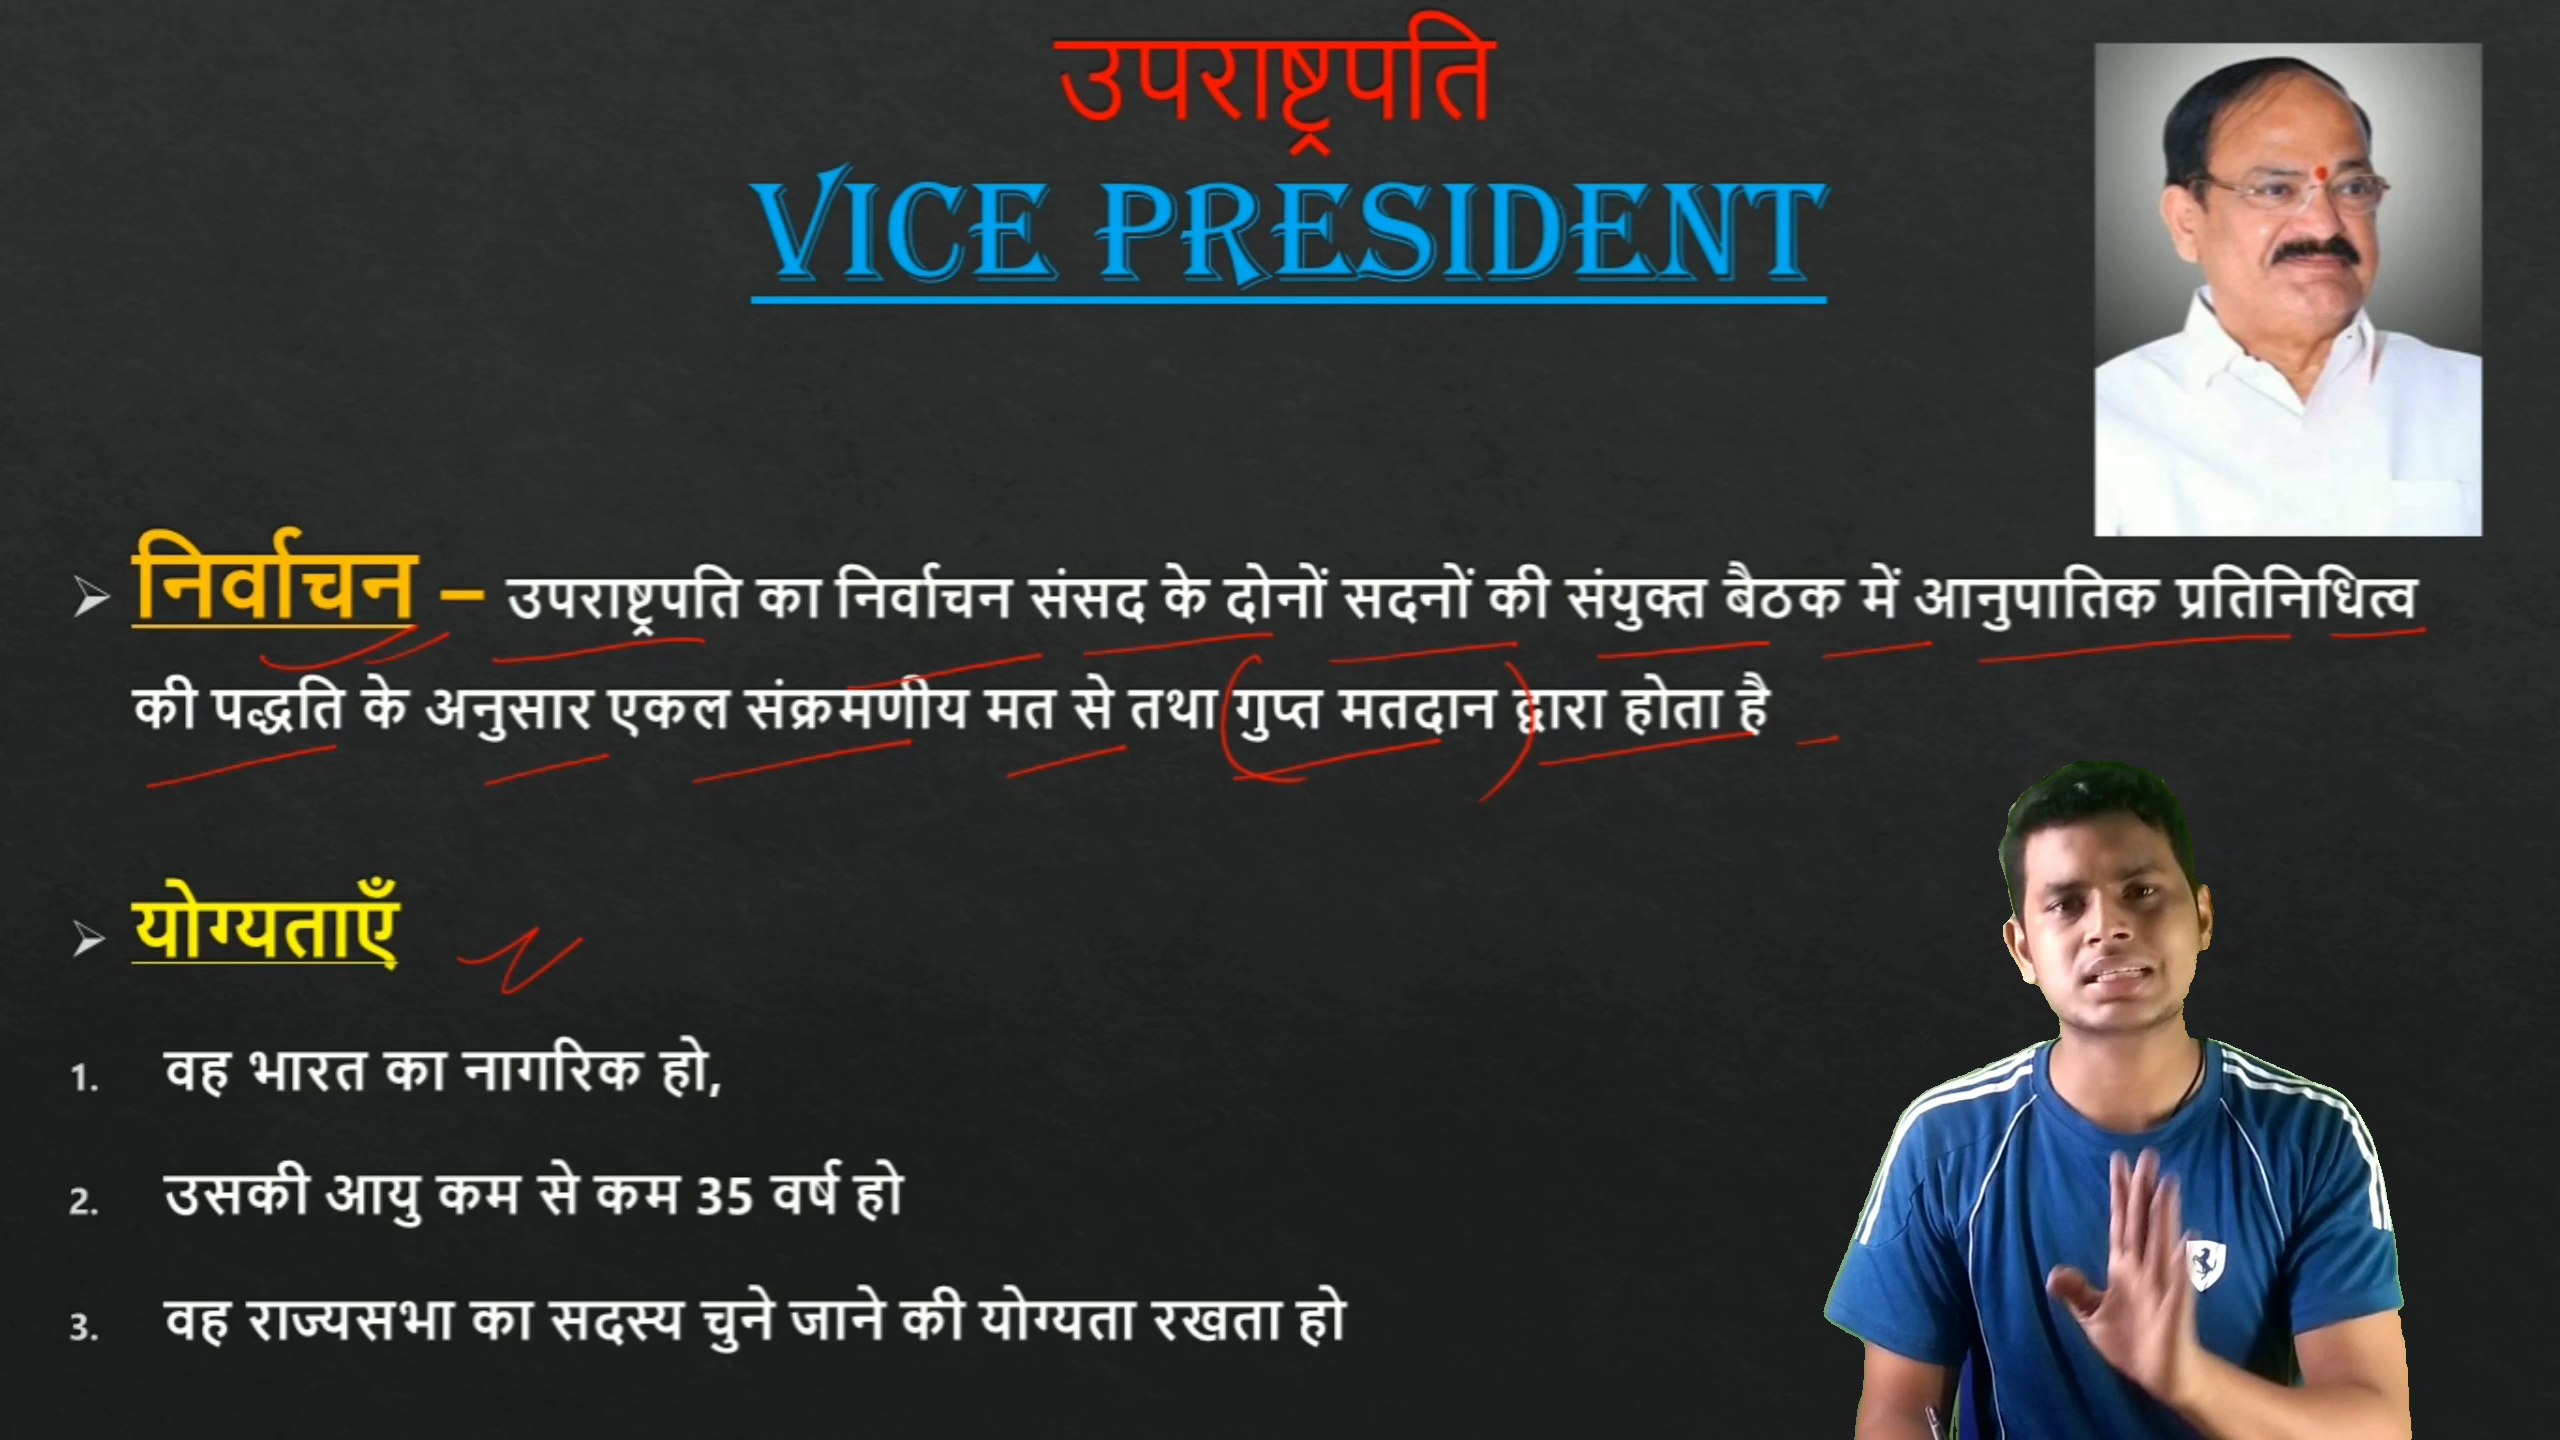 उपराष्ट्रपति
VICE PRESIDENT
निर्वाचन – उपराष्ट्रपति का निर्वाचन संसद के दोनों सदनों की संयुक्त बैठक में आनुपातिक प्रतिनिधित्व
की पद्धति के अनुसार एकल संक्रमणीय मत से तथा गुप्त मतदान द्वारा होता है
योग्यताएँ
1. वह भारत का नागरिक हो,
2. उसकी आयु कम से कम 35 वर्ष हो
3. वह राज्यसभा का सदस्य चुने जाने की योग्यता रखता हो